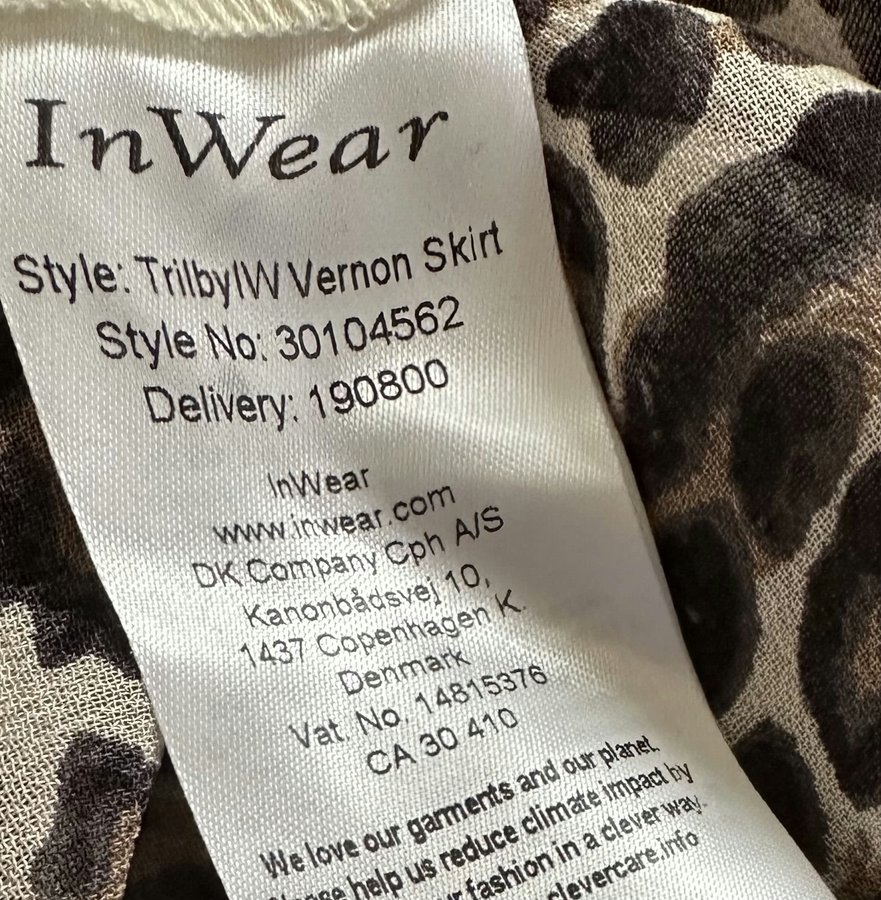 InWear
Style: TrilbyIW Vernon Skirt
Style No: 30104562
Delivery: 190800
InWear
www.inwear.com
DK Company Cph A/S
Kanonbådsvej 10,
1437 Copenhagen K.
Denmark
Vat. No. 14815376
CA 30 410
We love our garments and our planet.
help us reduce climate impact by
fashion in a clever way.
clevercare.info